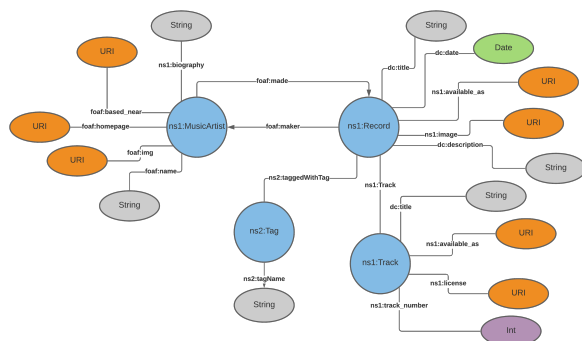 String
String
Date
URI
dc:title
ns1:biography
dc:date
foaf:made
URI
ns1:available_as
foaf:based_near
URI
foaf:homepage
ns1:MusicArtist
foaf:maker
ns1:Record
ns1:image
URI
dc:description
URI
foaf:img
String
foaf:name
ns2:taggedWithTag
ns1:Track
String
String
dc:title
ns2:Tag
URI
ns1:available_as
ns1:Track
ns2:tagName
ns1:license
URI
String
ns1:track_number
Int